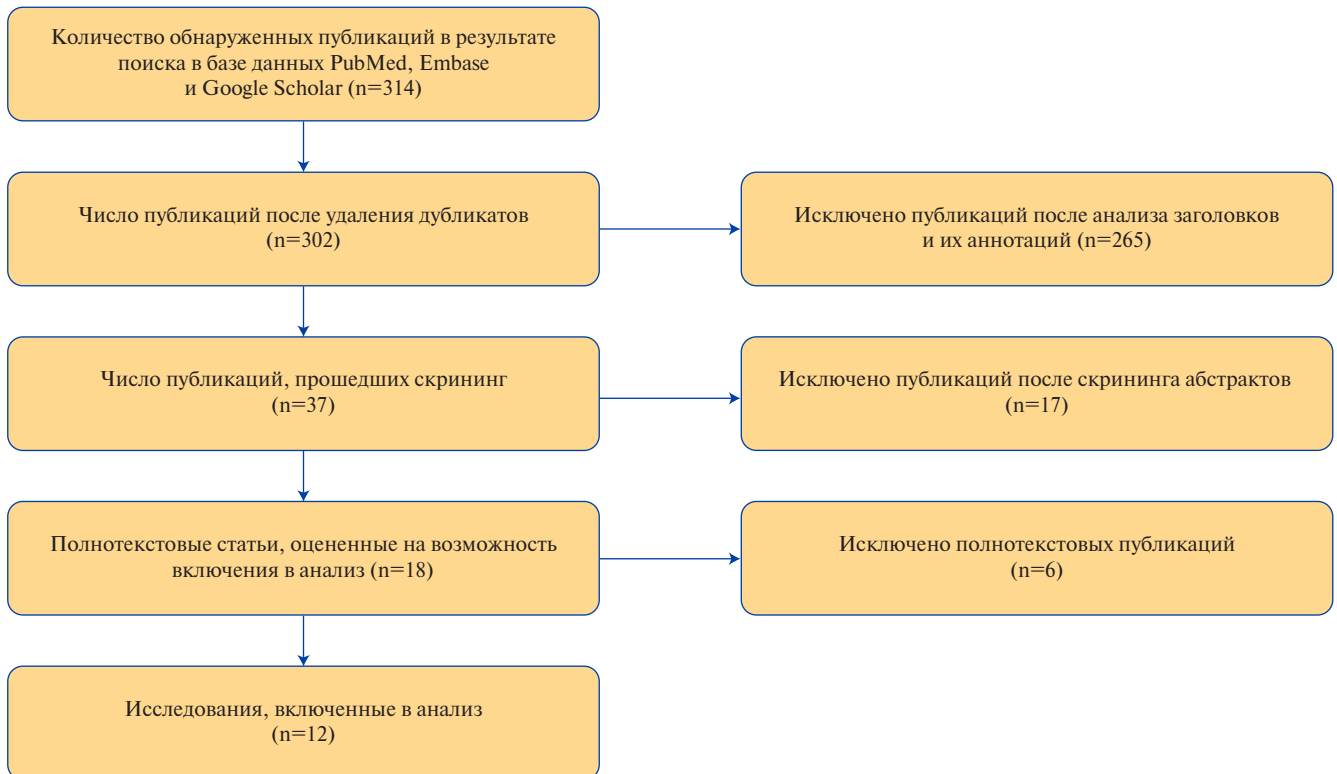 Количество обнаруженных публикаций в результате
поиска в базе данных PubMed, Embase
и Google Scholar (n=314)
Число публикаций после удаления дубликатов
(n=302)
Исключено публикаций после анализа заголовков
и их аннотаций (n=265)
Число публикаций, прошедших скрининг
(n=37)
Исключено публикаций после скрининга абстрактов
(n=17)
Полнотекстовые статьи, оцененные на возможность
включения в анализ (n=18)
Исключено полнотекстовых публикаций
(n=6)
Исследования, включенные в анализ
(n=12)